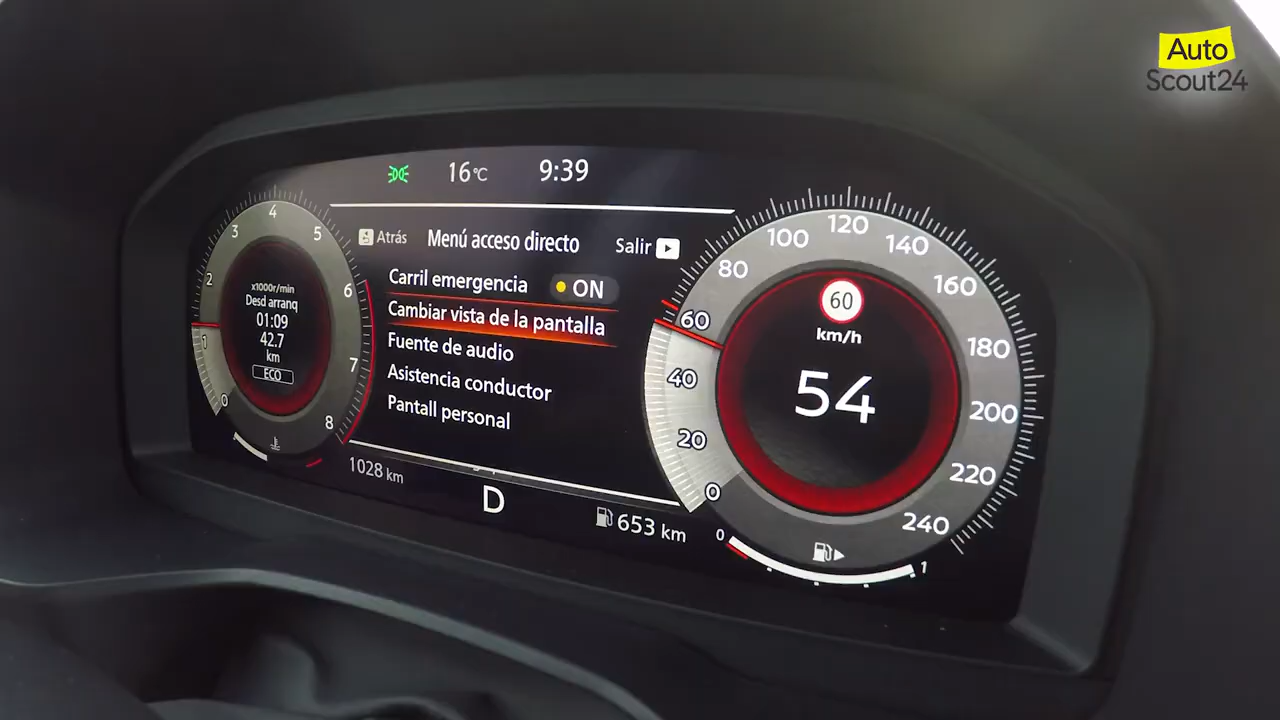 Auto
Scout24
16°C 9:39
Atrás Menú acceso directo Salir
Carril emergencia ON
Cambiar vista de la pantalla
Fuente de audio
Asistencia conductor
Pantall personal
1028 km
D
653 km
0 1 2 3 4 5 6 7 8
x1000r/min
Desd arranq
01:09
42.7
km
ECO
0 20 40 60 80 100 120 140 160 180 200 220 240
60
km/h
54
0 1